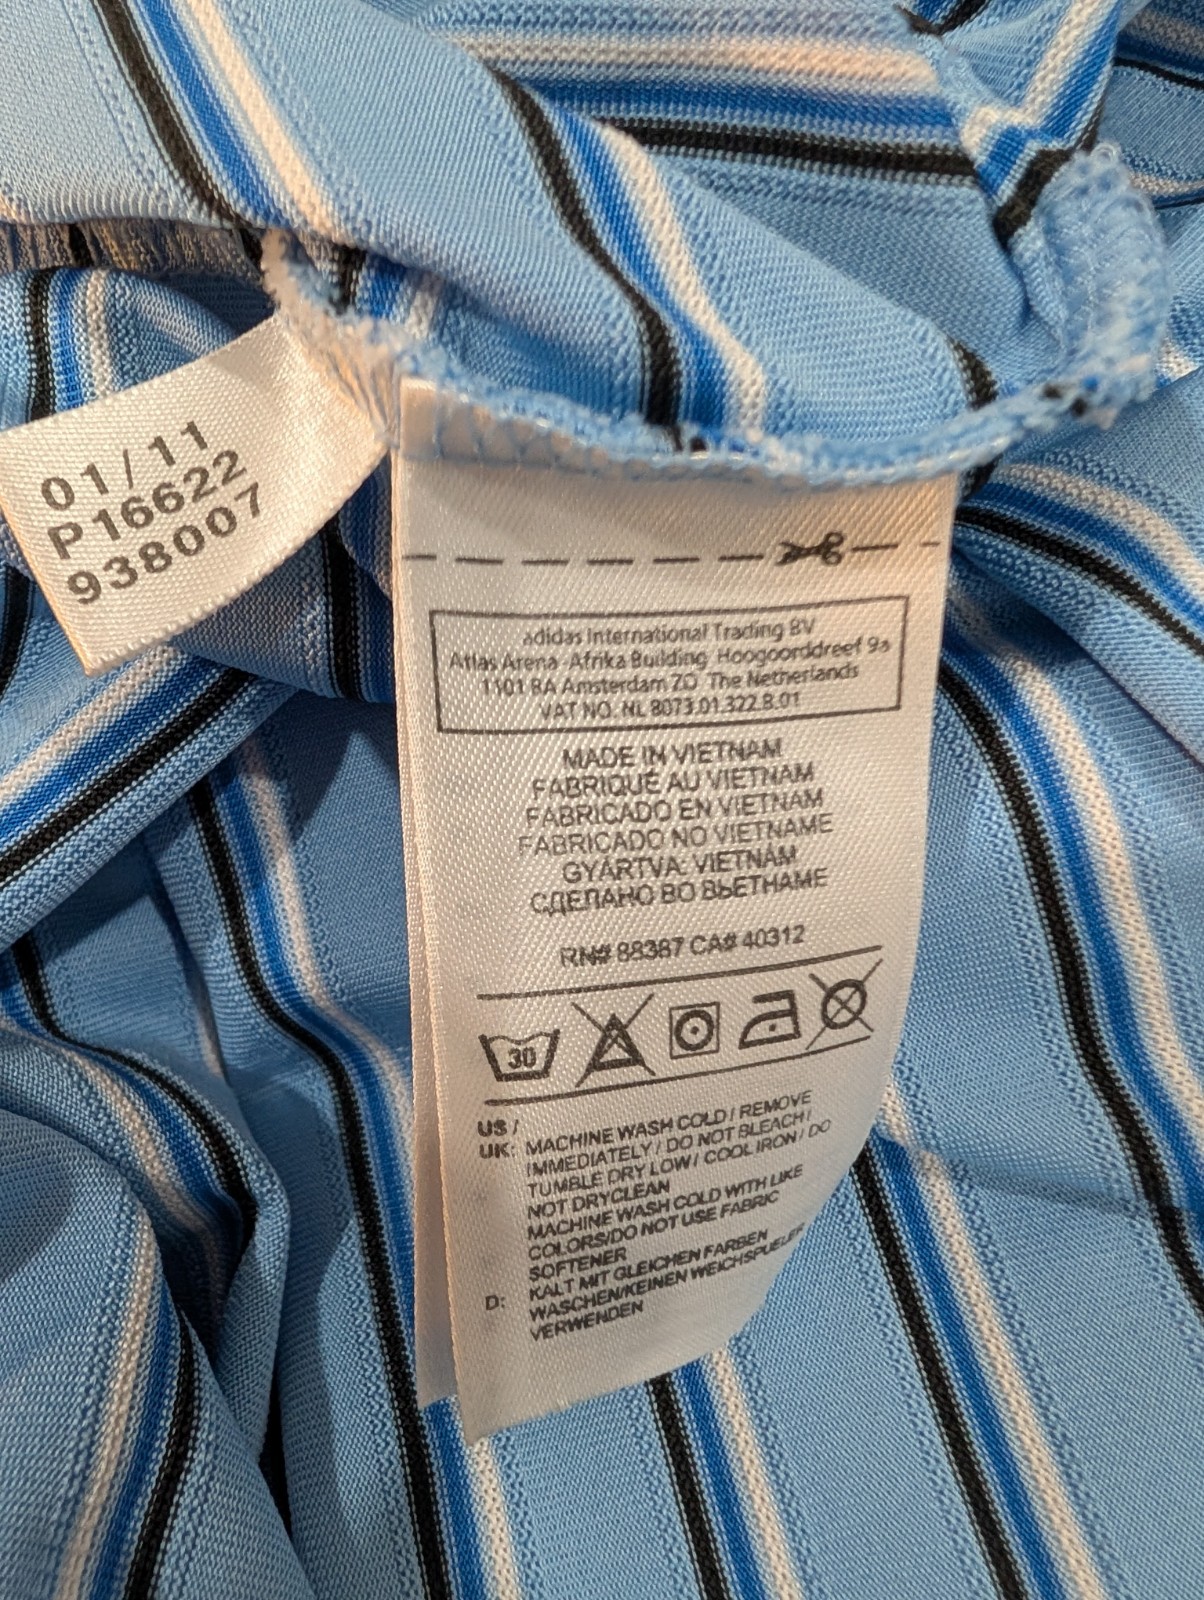 01/11
P16622
938007
adidas International Trading BV
Atlas Arena -Afrika Building Hoogoorddreef 9a
1101 BA Amsterdam ZO The Netherlands
VAT NO. NL 8073.01.322.B.01
MADE IN VIETNAM
FABRIQUÉ AU VIETNAM
FABRICADO EN VIETNAM
FABRICADO NO VIETNAME
GYÁRTVA: VIETNÁM
СДЕЛАНО ВО ВЬЕТНАМЕ
RN# 88387 CA# 40312
30
US /
UK: MACHINE WASH COLD / REMOVE
IMMEDIATELY / DO NOT BLEACH /
TUMBLE DRY LOW / COOL IRON / DO
NOT DRYCLEAN
MACHINE WASH COLD WITH LIKE
COLORS/DO NOT USE FABRIC
SOFTENER
D: KALT MIT GLEICHEN FARBEN
WASCHEN/KEINEN WEICHSPUELER
VERWENDEN